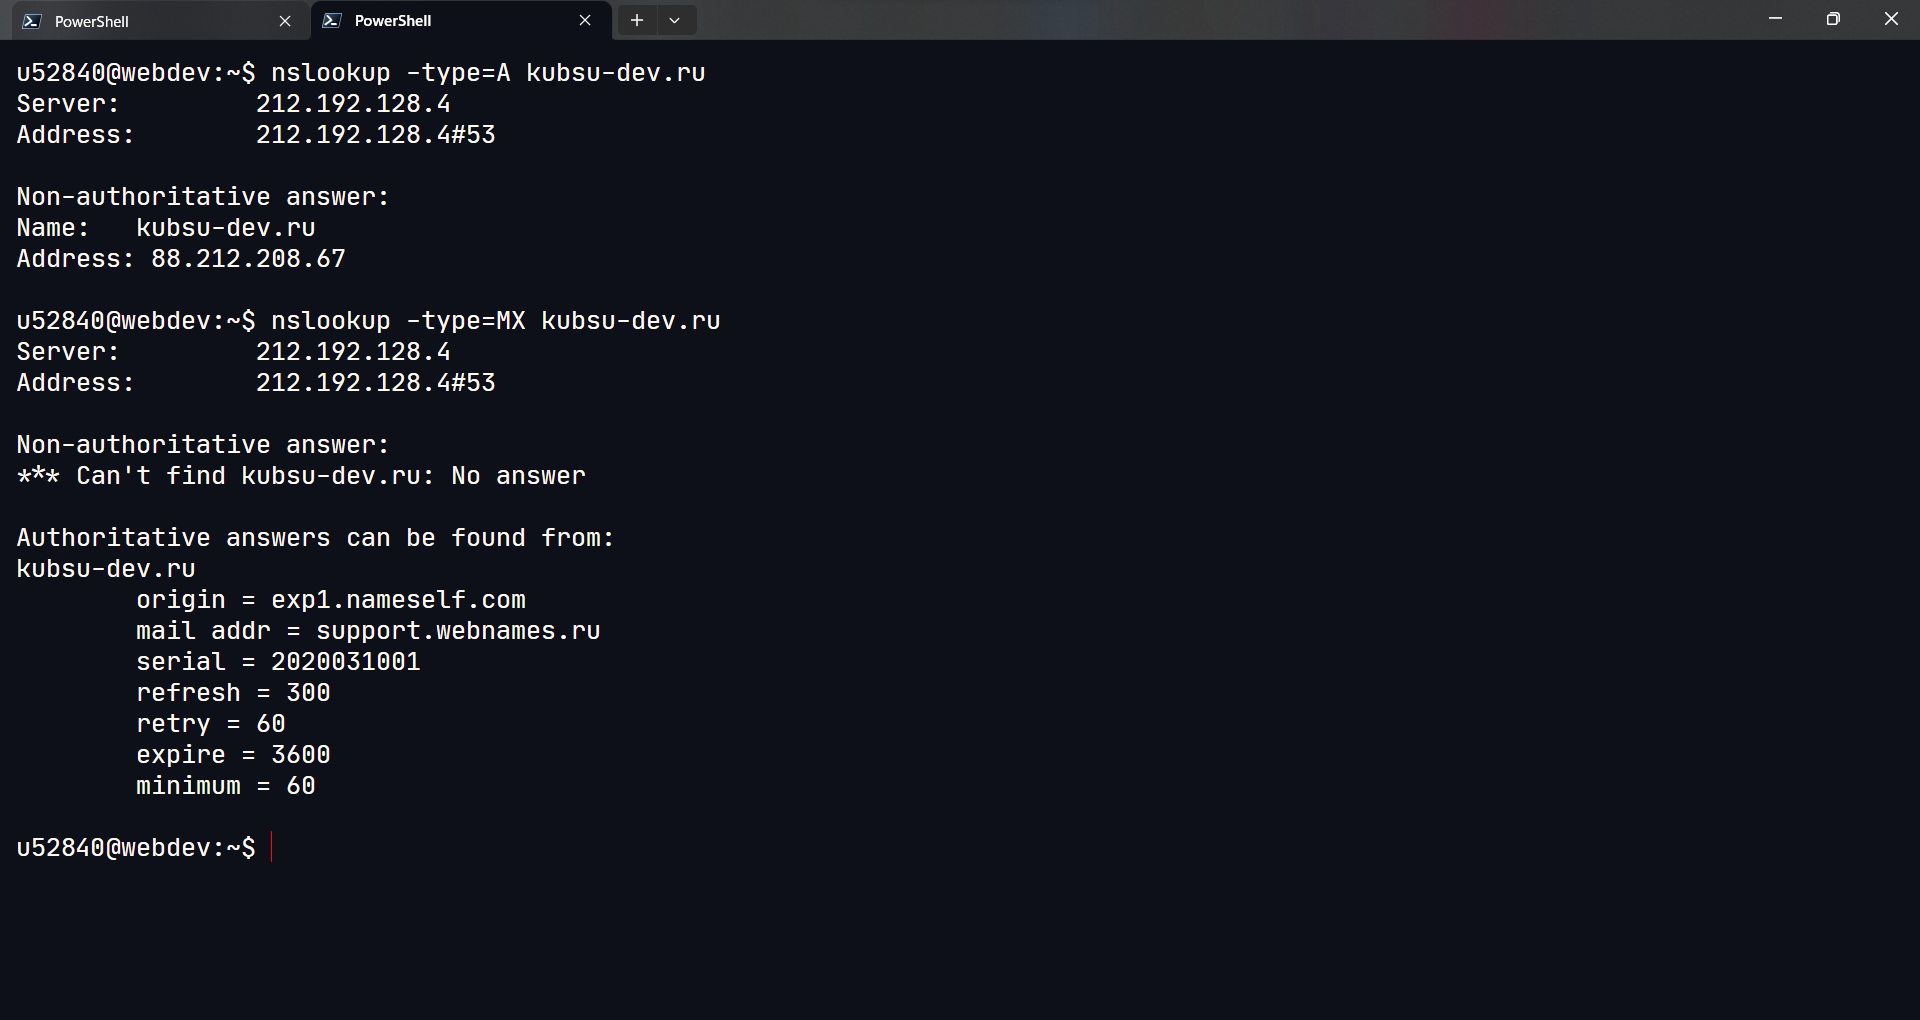 PowerShell
PowerShell
u52840@webdev:~$ nslookup -type=A kubsu-dev.ru
Server:         212.192.128.4
Address:        212.192.128.4#53

Non-authoritative answer:
Name:   kubsu-dev.ru
Address: 88.212.208.67

u52840@webdev:~$ nslookup -type=MX kubsu-dev.ru
Server:         212.192.128.4
Address:        212.192.128.4#53

Non-authoritative answer:
*** Can't find kubsu-dev.ru: No answer

Authoritative answers can be found from:
kubsu-dev.ru
        origin = exp1.nameself.com
        mail addr = support.webnames.ru
        serial = 2020031001
        refresh = 300
        retry = 60
        expire = 3600
        minimum = 60

u52840@webdev:~$